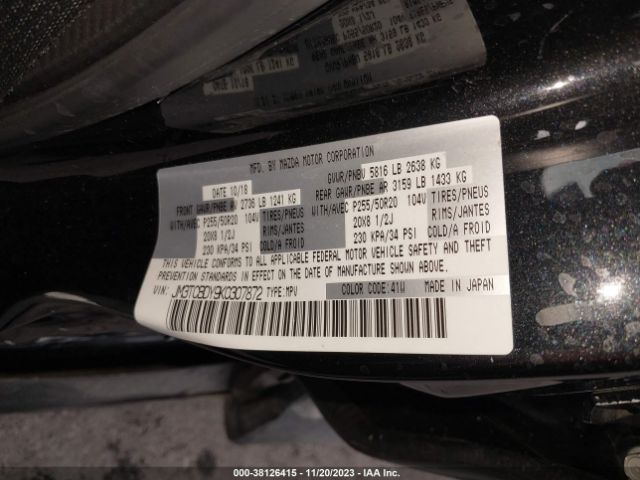 MFG. BY MAZDA MOTOR CORPORATION
DATE 10/18
GVWR/PNBV 5816 LB 2638 KG
FRONT GAWR/PNBE AV 2736 LB 1241 KG
REAR GAWR/PNBE AR 3159 LB 1433 KG
WITH/AVEC P255/50R20 104V TIRES/PNEUS
WITH/AVEC P255/50R20 104V TIRES/PNEUS
20X8 1/2J RIMS/JANTES
20X8 1/2J RIMS/JANTES
230 KPA/34 PSI COLD/A FROID
230 KPA/34 PSI COLD/A FROID
THIS VEHICLE CONFORMS TO ALL APPLICABLE FEDERAL MOTOR VEHICLE SAFETY AND THEFT
PREVENTION STANDARDS IN EFFECT ON THE DATE OF MANUFACTURE SHOWN ABOVE.
VIN: JM3TCBDY9K0307872 TYPE:MPV COLOR CODE:41W MADE IN JAPAN
000-38126415 - 11/20/2023 - IAA Inc.